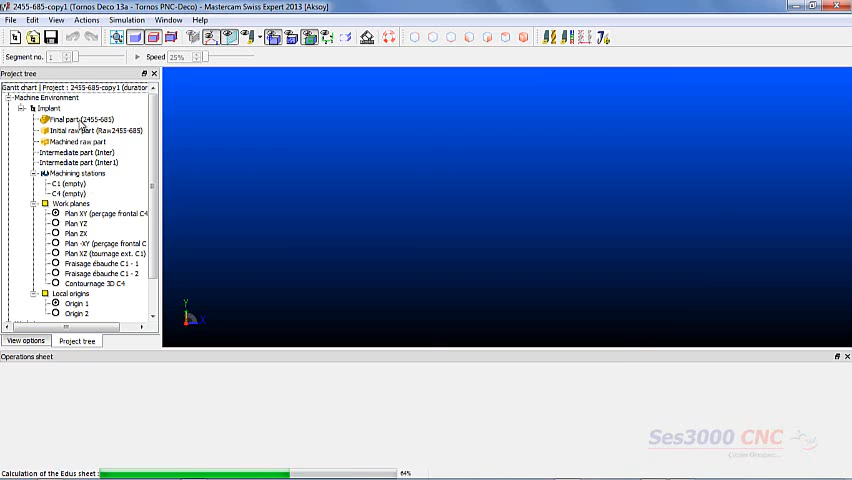 2455-685-copy1 (Tornos Deco 13a - Tornos PNC-Deco) - Mastercam Swiss Expert 2013 [Aksoy]
File Edit View Actions Simulation Window Help
Segment no. 1 Speed 25%
Project tree
Gantt chart | Project : 2455-685-copy1 (duration
Machine Environment
Implant
Final part (2455-685)
Initial raw part (Raw2455-685)
Machined raw part
Intermediate part (Inter)
Intermediate part (Inter1)
Machining stations
C1 (empty)
C4 (empty)
Work planes
Plan XY (perçage frontal C4
Plan YZ
Plan ZX
Plan -XY (perçage frontal C
Plan XZ (tournage ext. C1)
Fraisage ébauche C1 - 1
Fraisage ébauche C1 - 2
Contournage 3D C4
Local origins
Origin 1
Origin 2
Y
X
View options Project tree
Operations sheet
Ses3000 CNC
Calculation of the Edus sheet: 64%